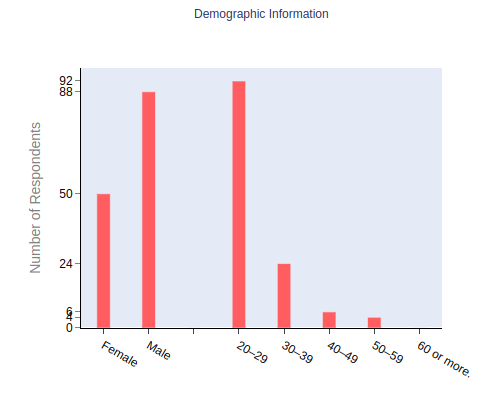 Demographic Information
Number of Respondents
92
88
50
24
6
4
0
Female
Male
20–29
30–39
40–49
50–59
60 or more.